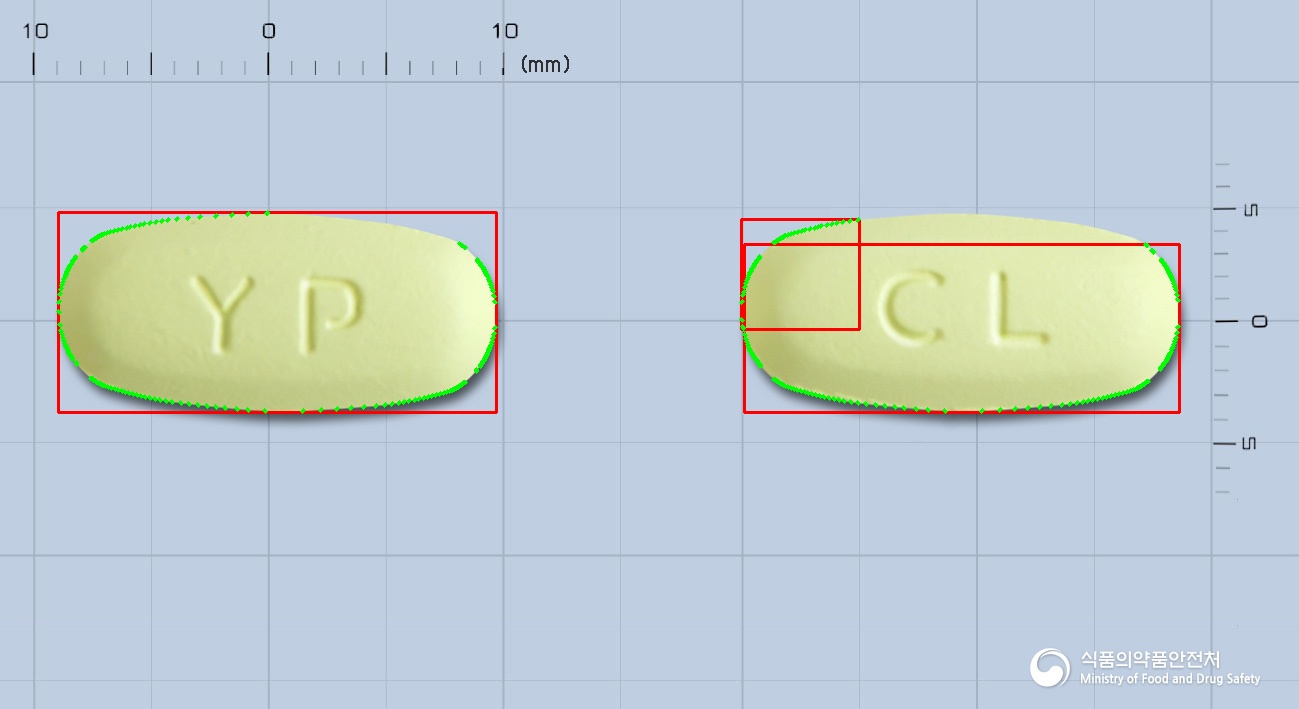 10 0 10
(mm)
5
YP CL
0
5
식품의약품안전처
Ministry of Food and Drug Safety